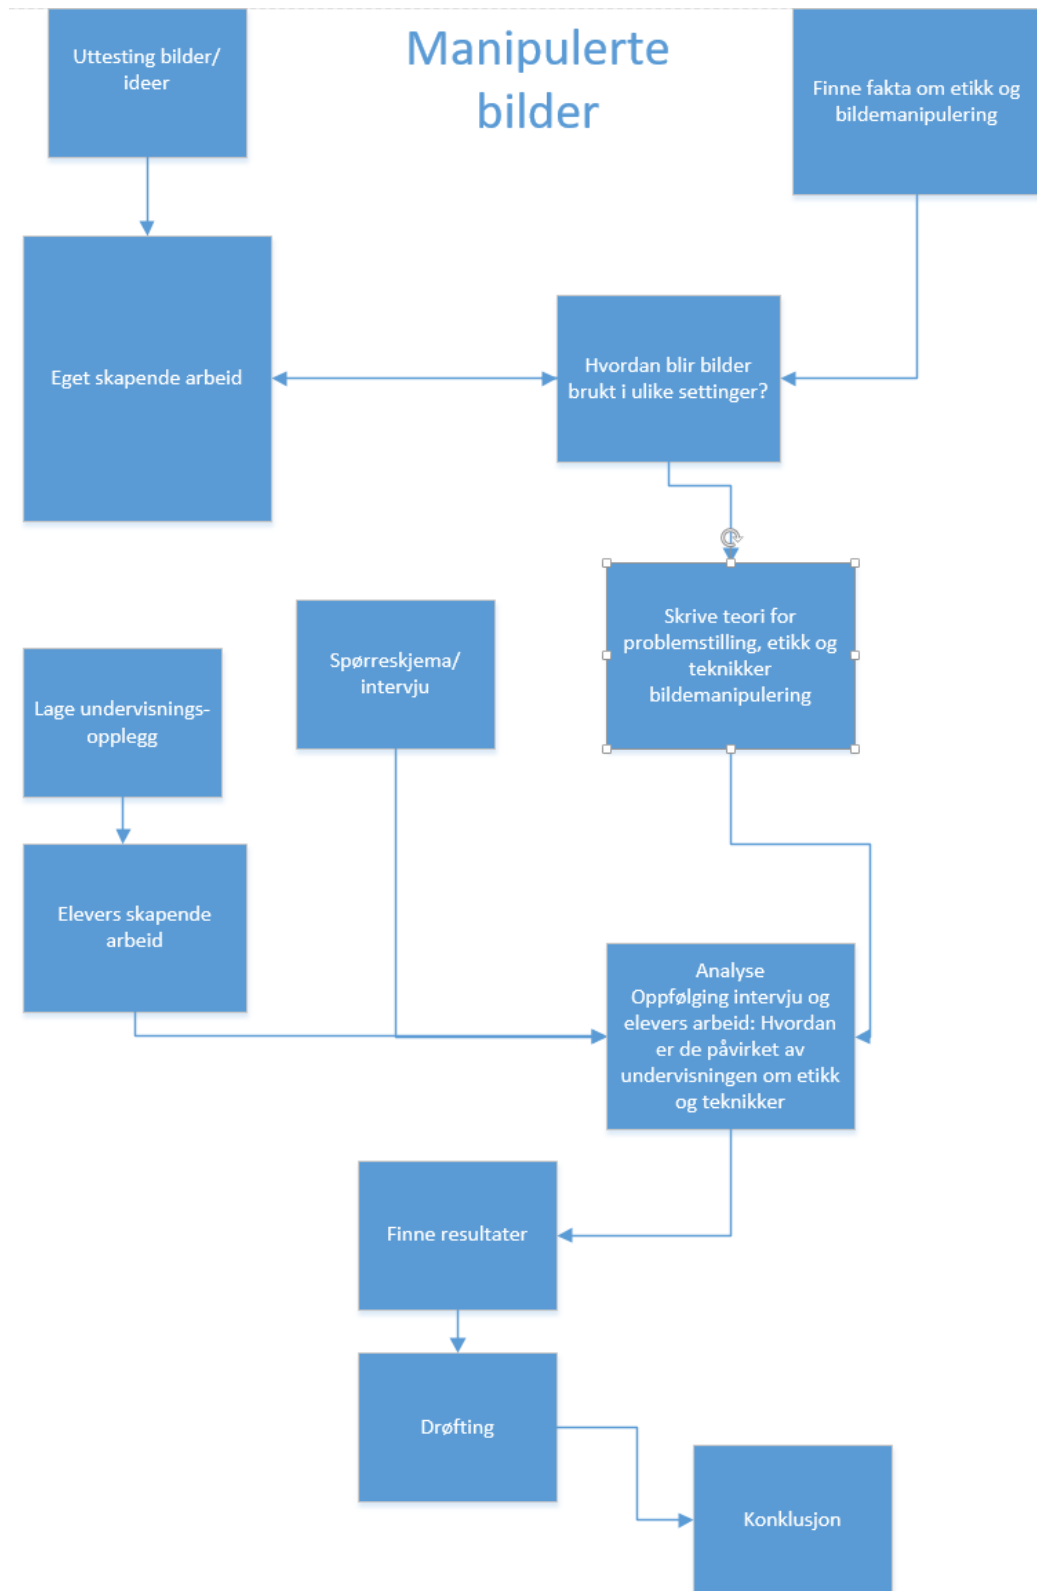 Uttesting bilder/
ideer
Manipulerte
bilder
Finne fakta om etikk og
bildemanipulering
Eget skapende arbeid
Hvordan blir bilder
brukt i ulike settinger?
Skrive teori for
problemstilling, etikk og
teknikker
bildemanipulering
Spørreskjema/
intervju
Lage undervisnings-
opplegg
Elevers skapende
arbeid
Analyse
Oppfølging intervju og
elevers arbeid: Hvordan
er de påvirket av
undervisningen om etikk
og teknikker
Finne resultater
Drøfting
Konklusjon